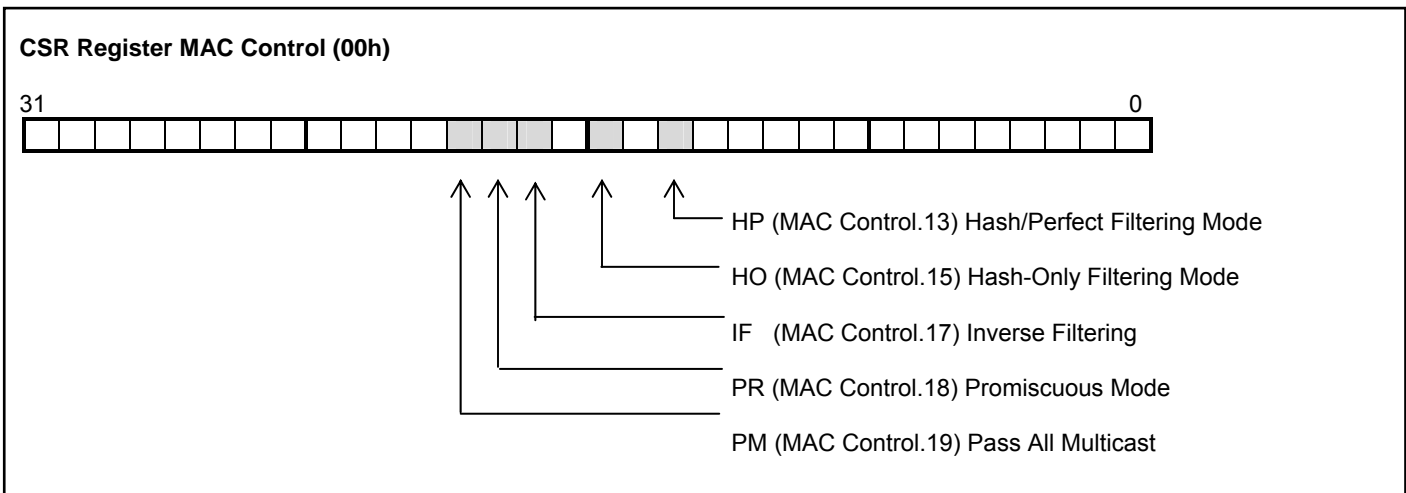 CSR Register MAC Control (00h)
31 0
HP (MAC Control.13) Hash/Perfect Filtering Mode
HO (MAC Control.15) Hash-Only Filtering Mode
IF (MAC Control.17) Inverse Filtering
PR (MAC Control.18) Promiscuous Mode
PM (MAC Control.19) Pass All Multicast